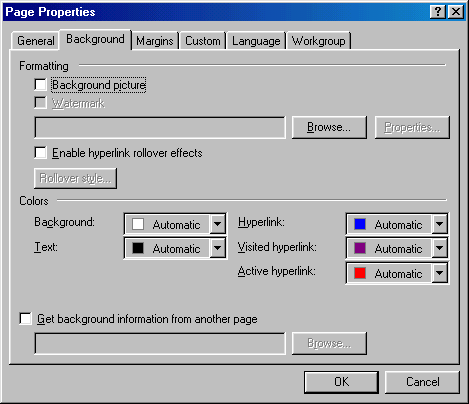 Page Properties
General Background Margins Custom Language Workgroup
Formatting
Background picture
Watermark
Browse... Properties...
Enable hyperlink rollover effects
Rollover style...
Colors
Background: Automatic Hyperlink: Automatic
Text: Automatic Visited hyperlink: Automatic
Active hyperlink: Automatic
Get background information from another page
Browse...
OK Cancel